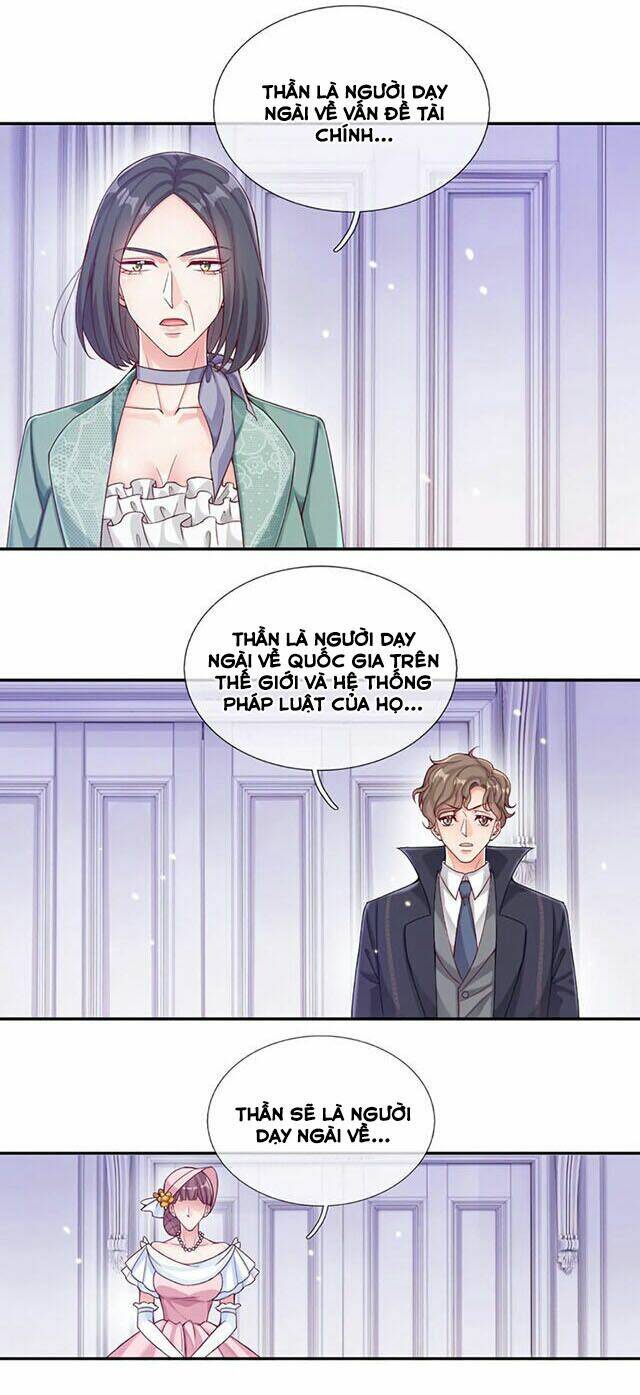 THẦN LÀ NGƯỜI DẠY
NGÀI VỀ VẤN ĐỀ TÀI
CHÍNH...
THẦN LÀ NGƯỜI DẠY
NGÀI VỀ QUỐC GIA TRÊN
THẾ GIỚI VÀ HỆ THỐNG
PHÁP LUẬT CỦA HỌ...
THẦN SẼ LÀ NGƯỜI
DẠY NGÀI VỀ...